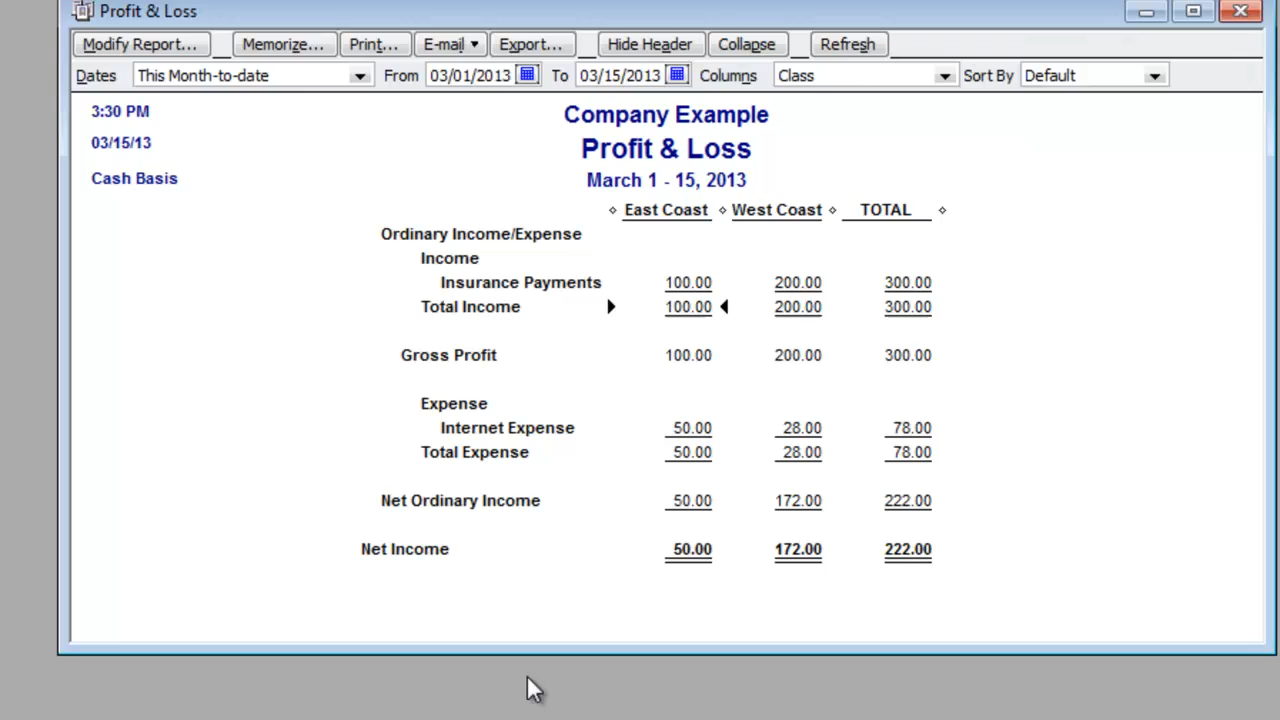 Profit & Loss
Modify Report... Memorize... Print... E-mail Export... Hide Header Collapse Refresh
Dates This Month-to-date From 03/01/2013 To 03/15/2013 Columns Class Sort By Default
3:30 PM
03/15/13
Cash Basis
Company Example
Profit & Loss
March 1 - 15, 2013
East Coast West Coast TOTAL
Ordinary Income/Expense
Income
Insurance Payments 100.00 200.00 300.00
Total Income 100.00 200.00 300.00
Gross Profit 100.00 200.00 300.00
Expense
Internet Expense 50.00 28.00 78.00
Total Expense 50.00 28.00 78.00
Net Ordinary Income 50.00 172.00 222.00
Net Income 50.00 172.00 222.00